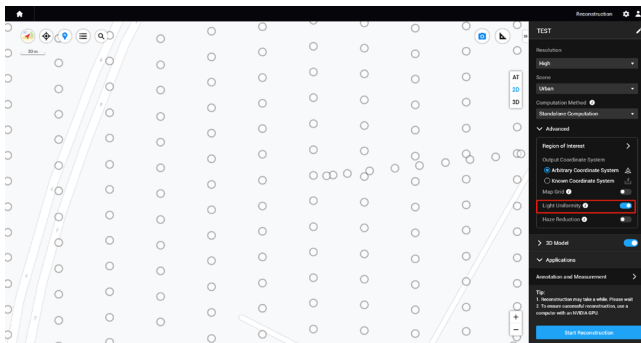 Reconstruction
TEST
20 m
Resolution
High
Scene
Urban
AT
2D
3D
Computation Method
Standalone Computation
Advanced
Region of Interest
Output Coordinate System
Arbitrary Coordinate System
Known Coordinate System
Map Grid
Light Uniformity
Haze Reduction
3D Model
Applications
Annotation and Measurement
Tip:
1. Reconstruction may take a while. Please wait
2. To ensure successful reconstruction, use a
computer with an NVIDIA GPU.
Start Reconstruction